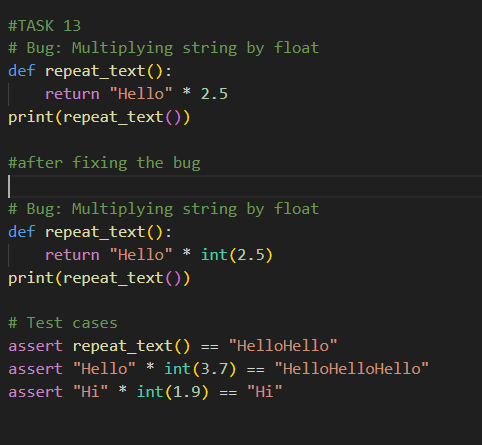 #TASK 13
# Bug: Multiplying string by float
def repeat_text():
    return "Hello" * 2.5
print(repeat_text())
#after fixing the bug
# Bug: Multiplying string by float
def repeat_text():
    return "Hello" * int(2.5)
print(repeat_text())
# Test cases
assert repeat_text() == "HelloHello"
assert "Hello" * int(3.7) == "HelloHelloHello"
assert "Hi" * int(1.9) == "Hi"